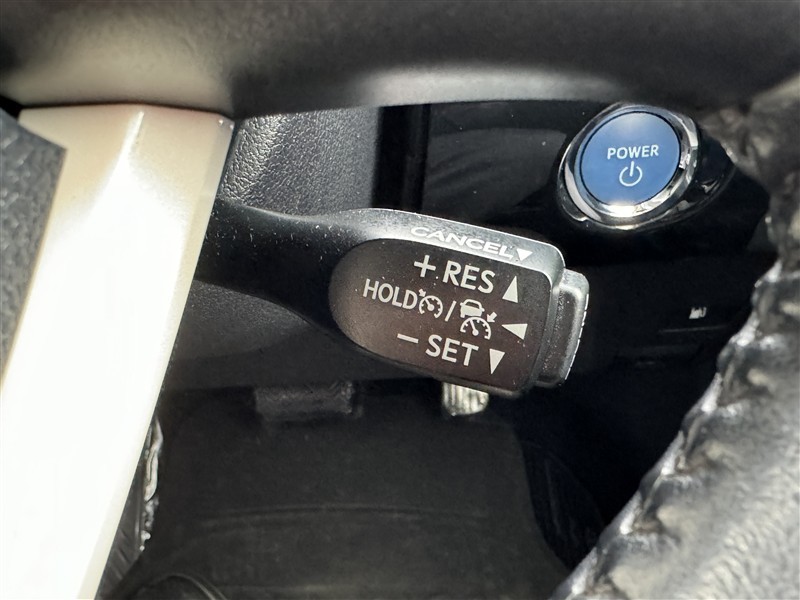 POWER
CANCEL▼
+ RES ▲
HOLD / ◀
− SET ▼